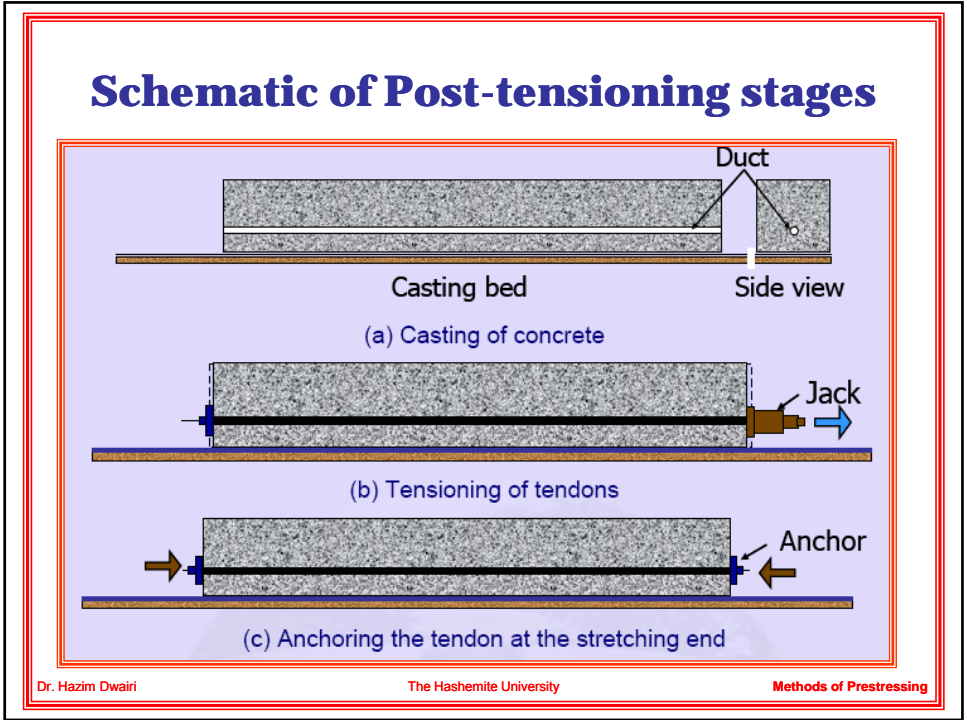 Schematic of Post-tensioning stages
Duct
Casting bed
Side view
(a) Casting of concrete
Jack
(b) Tensioning of tendons
Anchor
(c) Anchoring the tendon at the stretching end
Dr. Hazim Dwairi
The Hashemite University
Methods of Prestressing